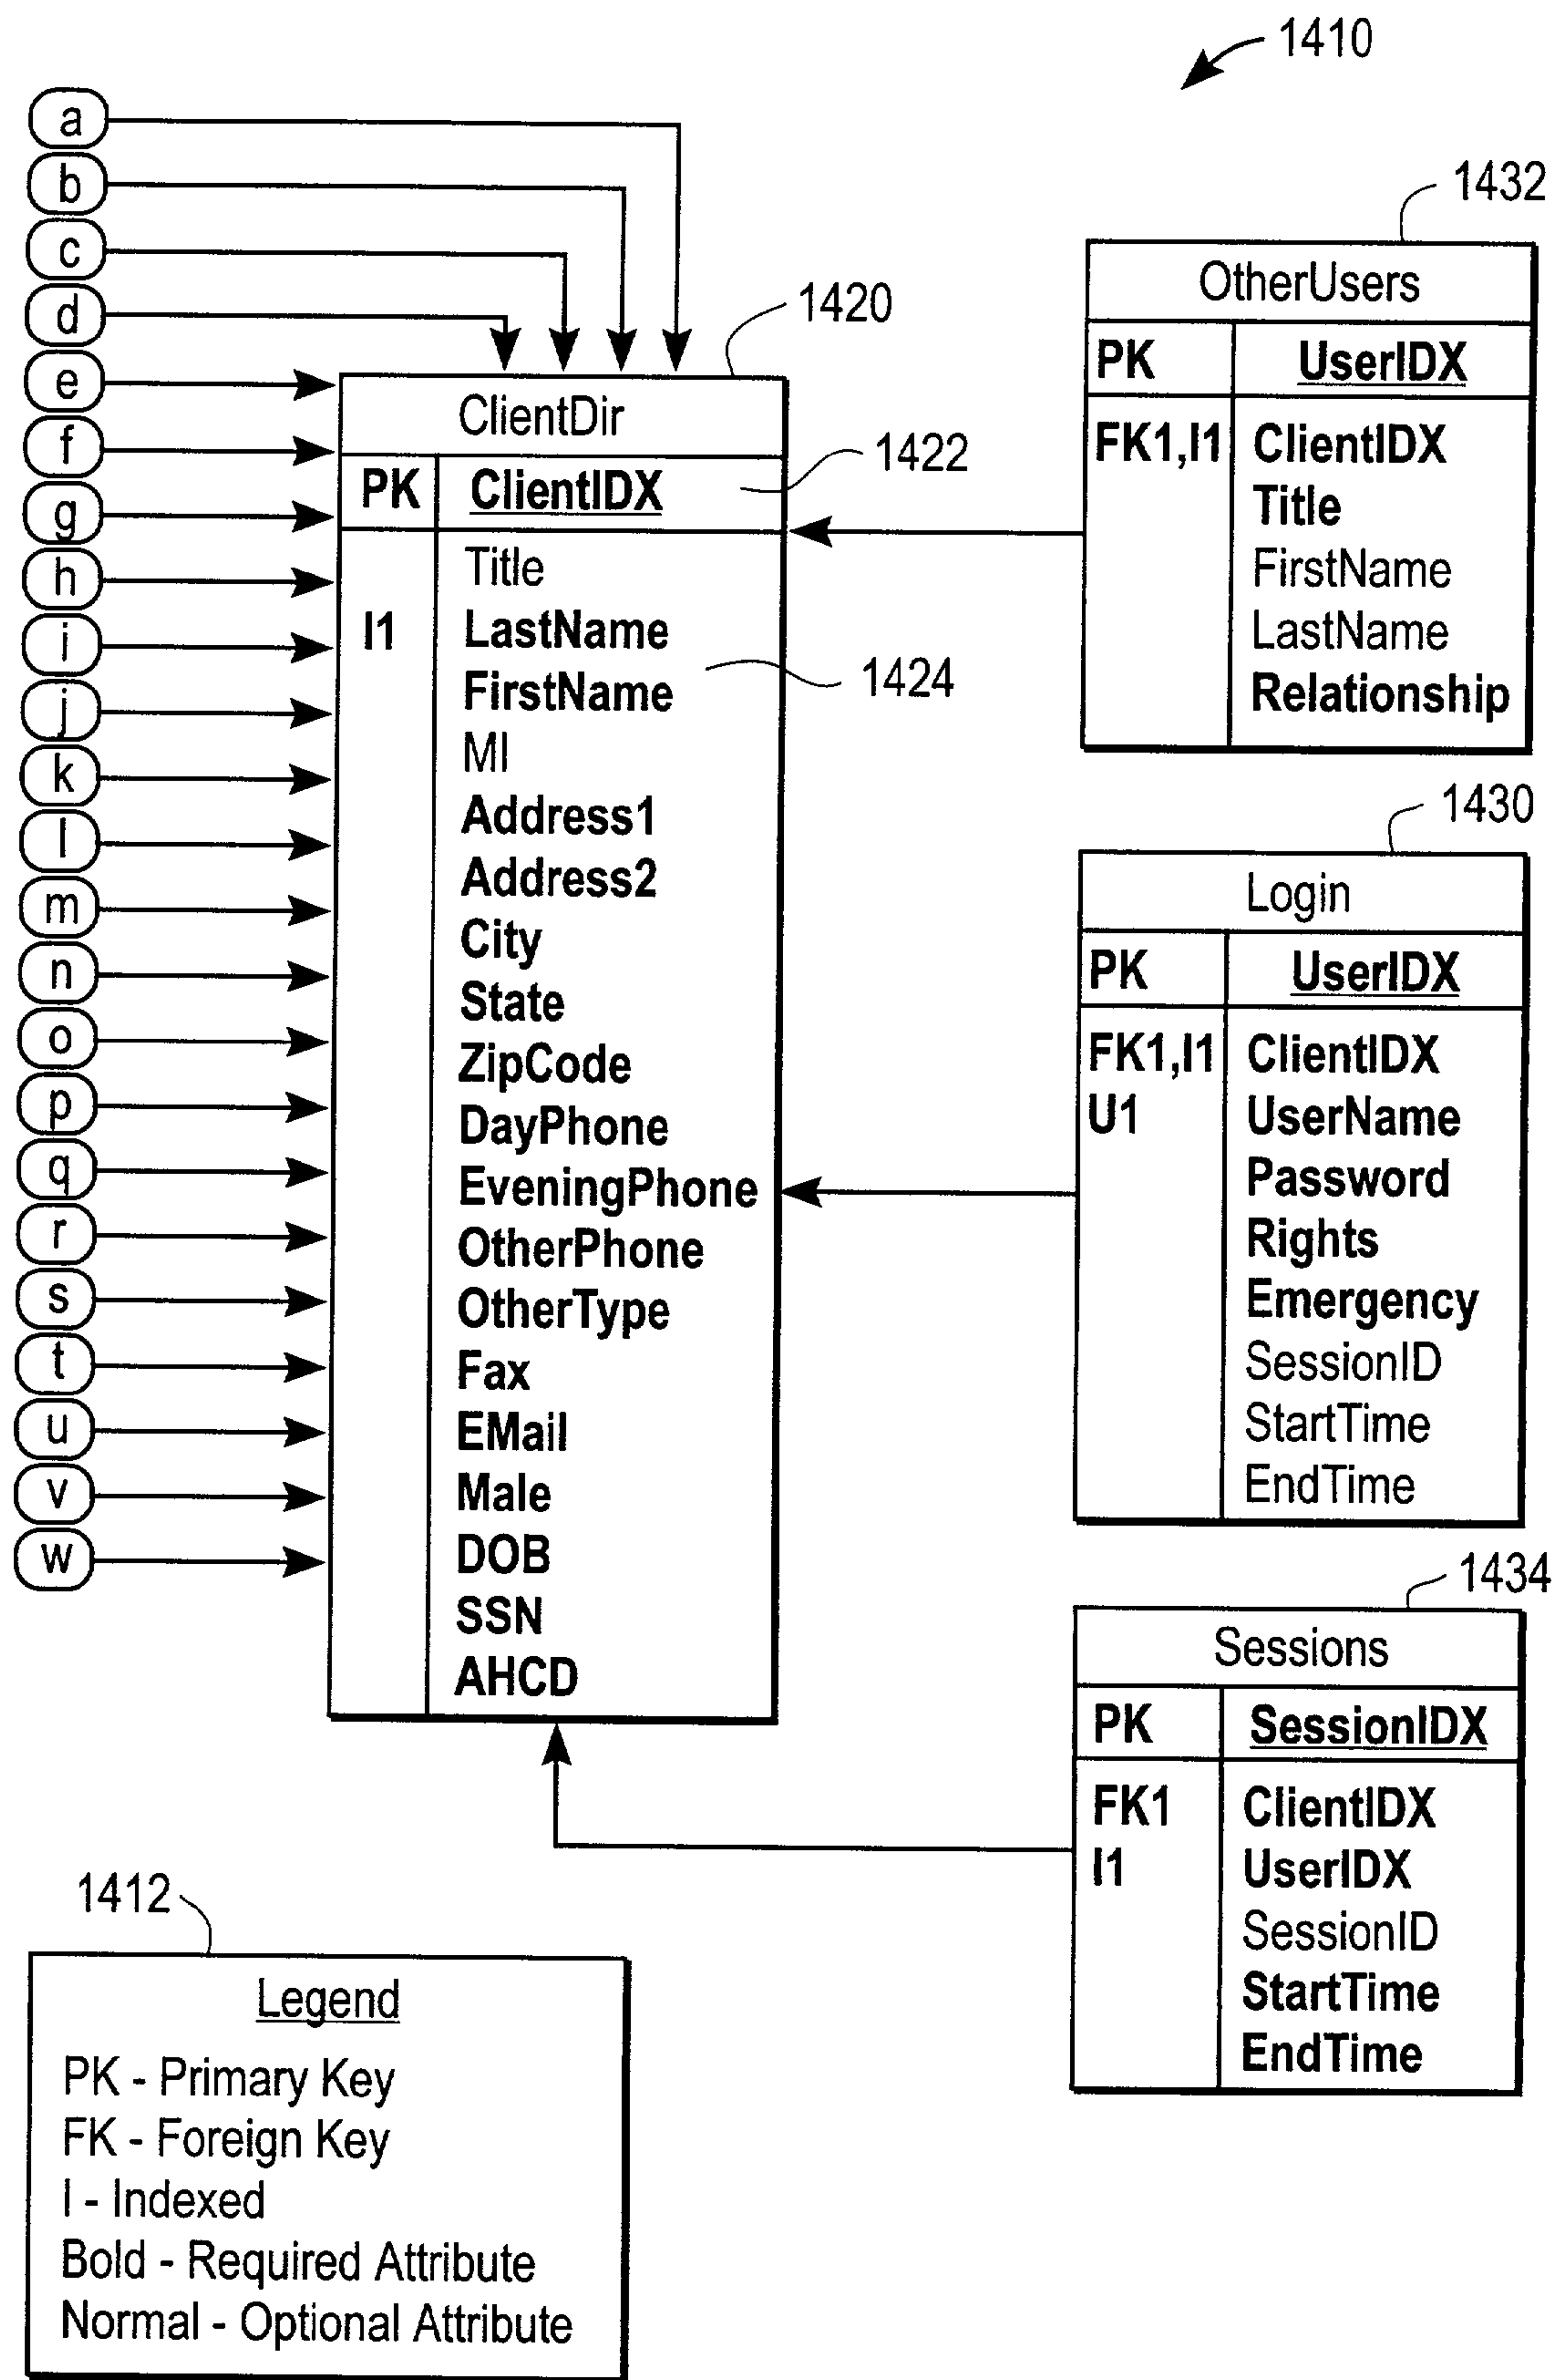 1410
a
b
c
d
e
f
g
h
i
j
k
l
m
n
o
p
q
r
s
t
u
v
w
1420
ClientDir
PK ClientIDX
1422
Title
I1 LastName
FirstName
1424
MI
Address1
Address2
City
State
ZipCode
DayPhone
EveningPhone
OtherPhone
OtherType
Fax
EMail
Male
DOB
SSN
AHCD
1432
OtherUsers
PK UserIDX
FK1,I1 ClientIDX
Title
FirstName
LastName
Relationship
1430
Login
PK UserIDX
FK1,I1 ClientIDX
U1 UserName
Password
Rights
Emergency
SessionID
StartTime
EndTime
1434
Sessions
PK SessionIDX
FK1 ClientIDX
I1 UserIDX
SessionID
StartTime
EndTime
1412
Legend
PK - Primary Key
FK - Foreign Key
I - Indexed
Bold - Required Attribute
Normal - Optional Attribute